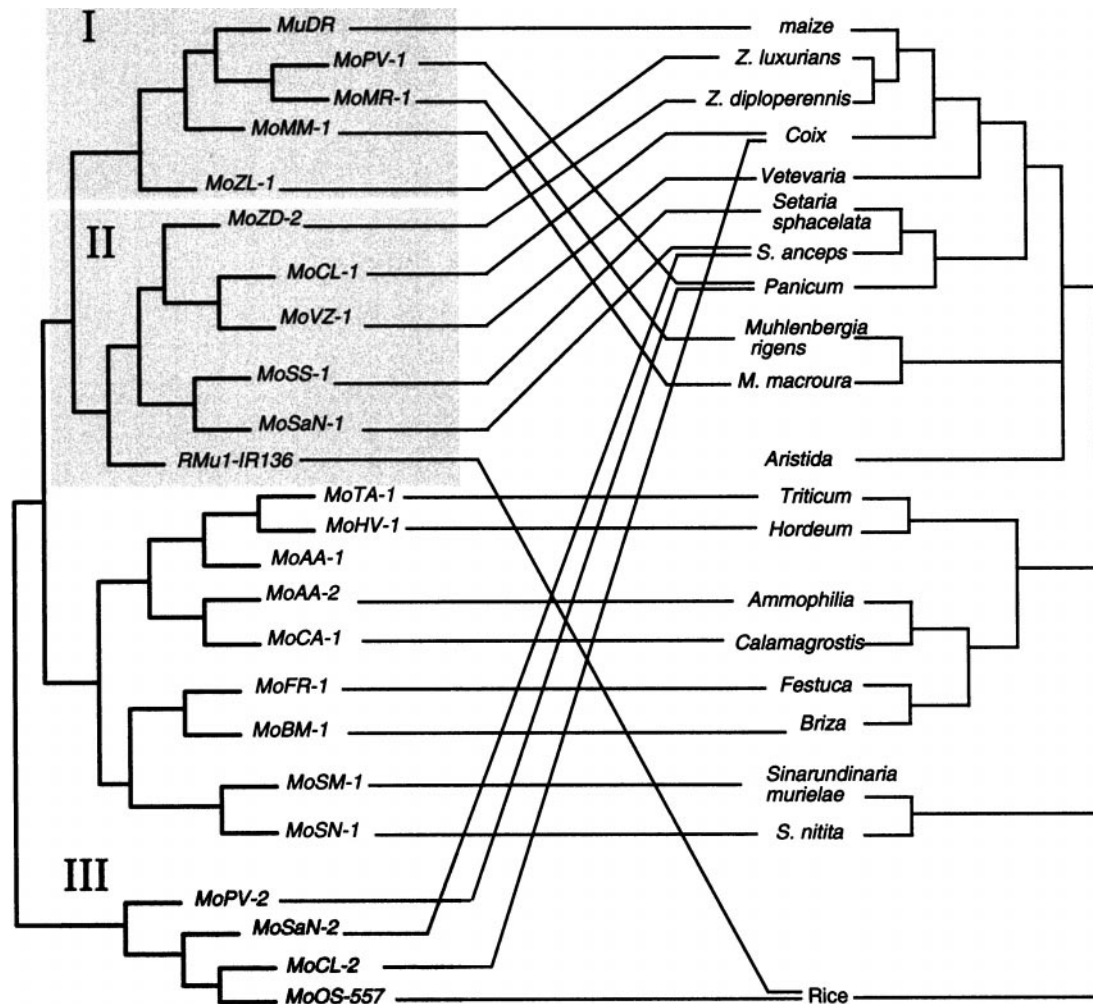 I
MuDR
maize
MoPV-1
Z. luxurians
MoMR-1
Z. diploperennis
MoMM-1
Coix
MoZL-1
Vetevaria
II
MoZD-2
Setaria
sphacelata
MoCL-1
S. anceps
Panicum
MoVZ-1
Muhlenbergia
rigens
MoSS-1
M. macroura
MoSaN-1
RMu1-IR136
Aristida
MoTA-1
Triticum
MoHV-1
Hordeum
MoAA-1
MoAA-2
Ammophilia
MoCA-1
Calamagrostis
MoFR-1
Festuca
MoBM-1
Briza
MoSM-1
Sinarundinaria
murielae
MoSN-1
S. nitita
III
MoPV-2
MoSaN-2
MoCL-2
MoOS-557
Rice